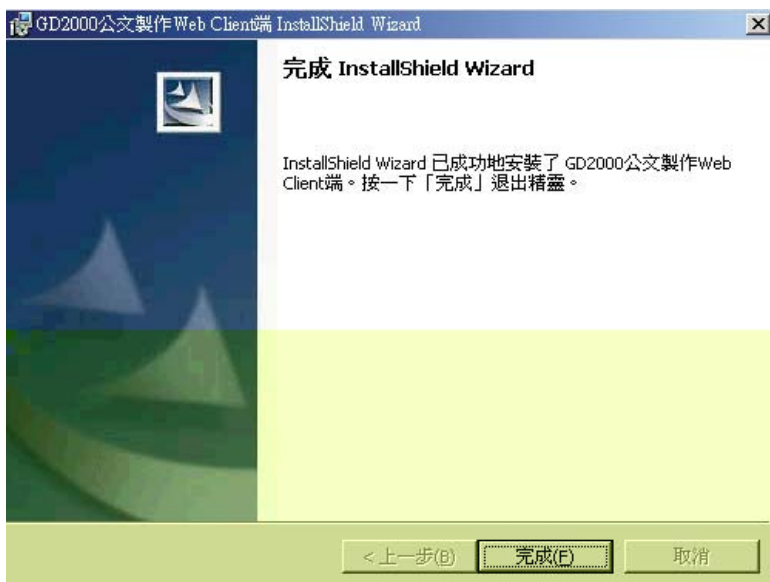 GD2000公文製作Web Client端 InstallShield Wizard
完成 InstallShield Wizard
InstallShield Wizard 已成功地安裝了 GD2000公文製作Web
Client端。按一下「完成」退出精靈。
<上一步(B)
完成(F)
取消